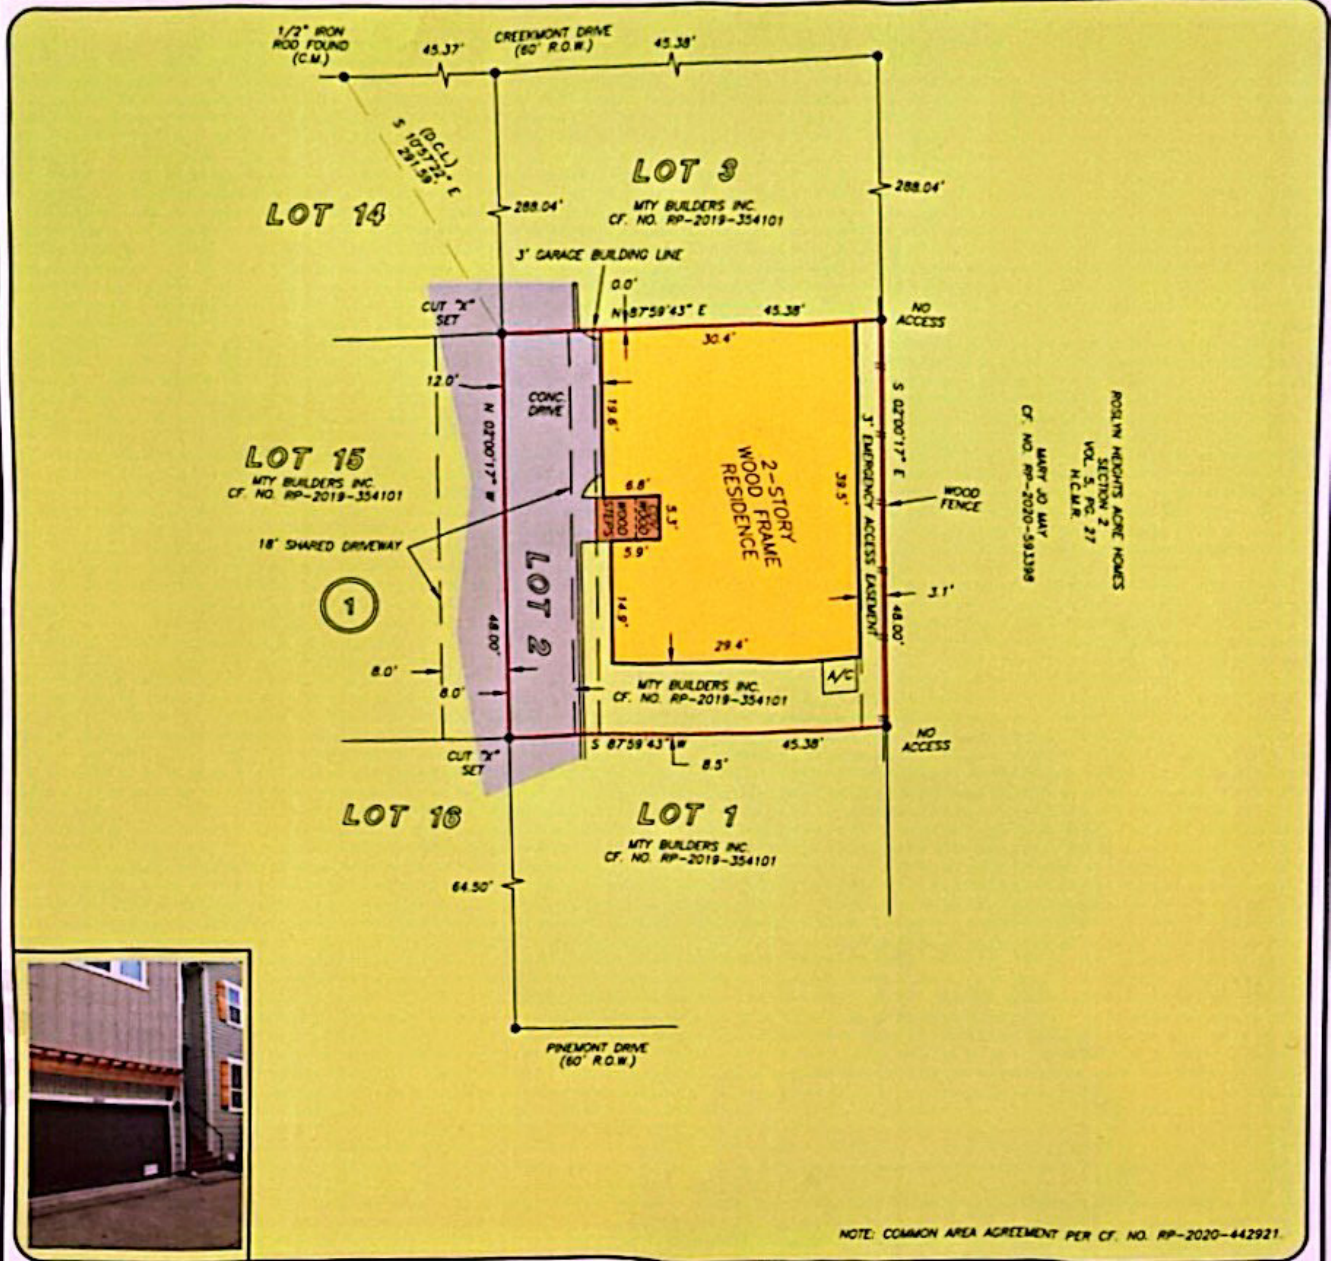 1/2" IRON
ROD FOUND
(C.M.)
45.37'
CREEKMONT DRIVE
(60' R.O.W.)
45.38'
(D.C.L.)
S 10°57'22" E
291.59'
LOT 14
288.04'
LOT 3
MTY BUILDERS INC.
CF. NO. RP-2019-354101
288.04'
3' GARAGE BUILDING LINE
0.0'
CUT "X"
SET
N 87°59'43" E
45.38'
NO
ACCESS
30.4'
12.0'
CONC.
DRIVE
19.6'
N 02°00'17" W
S 02°00'17" E
LOT 15
MTY BUILDERS INC.
CF. NO. RP-2019-354101
18' SHARED DRIVEWAY
1
6.8'
5.3'
WOOD
STEPS
5.9'
2-STORY
WOOD FRAME
RESIDENCE
39.5'
3' EMERGENCY ACCESS EASEMENT
WOOD
FENCE
3.1'
48.00'
ROSLYN HEIGHTS ACRE HOMES
SECTION 2
VOL. 5, PG. 27
H.C.M.R.
MARY JO MAY
CF. NO. RP-2020-593398
LOT 2
48.00'
14.9'
29.4'
A/C
8.0'
8.0'
MTY BUILDERS INC.
CF. NO. RP-2019-354101
CUT "X"
SET
S 87°59'43" W
45.38'
NO
ACCESS
8.5'
LOT 16
LOT 1
MTY BUILDERS INC.
CF. NO. RP-2019-354101
64.50'
PINEMONT DRIVE
(60' R.O.W.)
NOTE: COMMON AREA AGREEMENT PER CF. NO. RP-2020-442921.